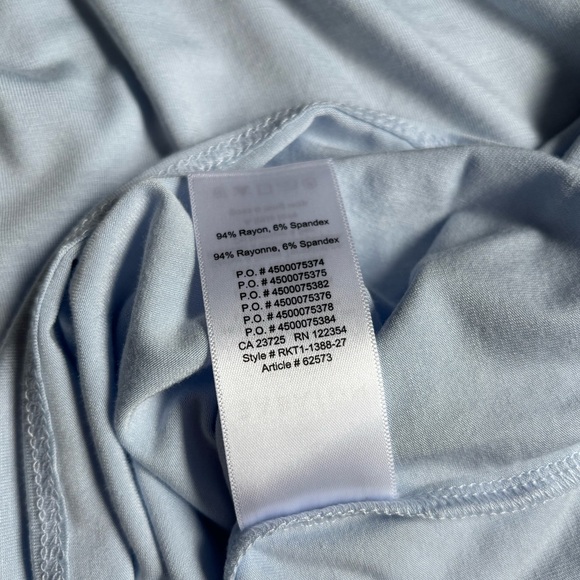 94% Rayon, 6% Spandex
94% Rayonne, 6% Spandex
P.O. # 4500075374
P.O. # 4500075375
P.O. # 4500075382
P.O. # 4500075376
P.O. # 4500075378
P.O. # 4500075384
CA 23725 RN 122354
Style # RKT1-1388-27
Article # 62573